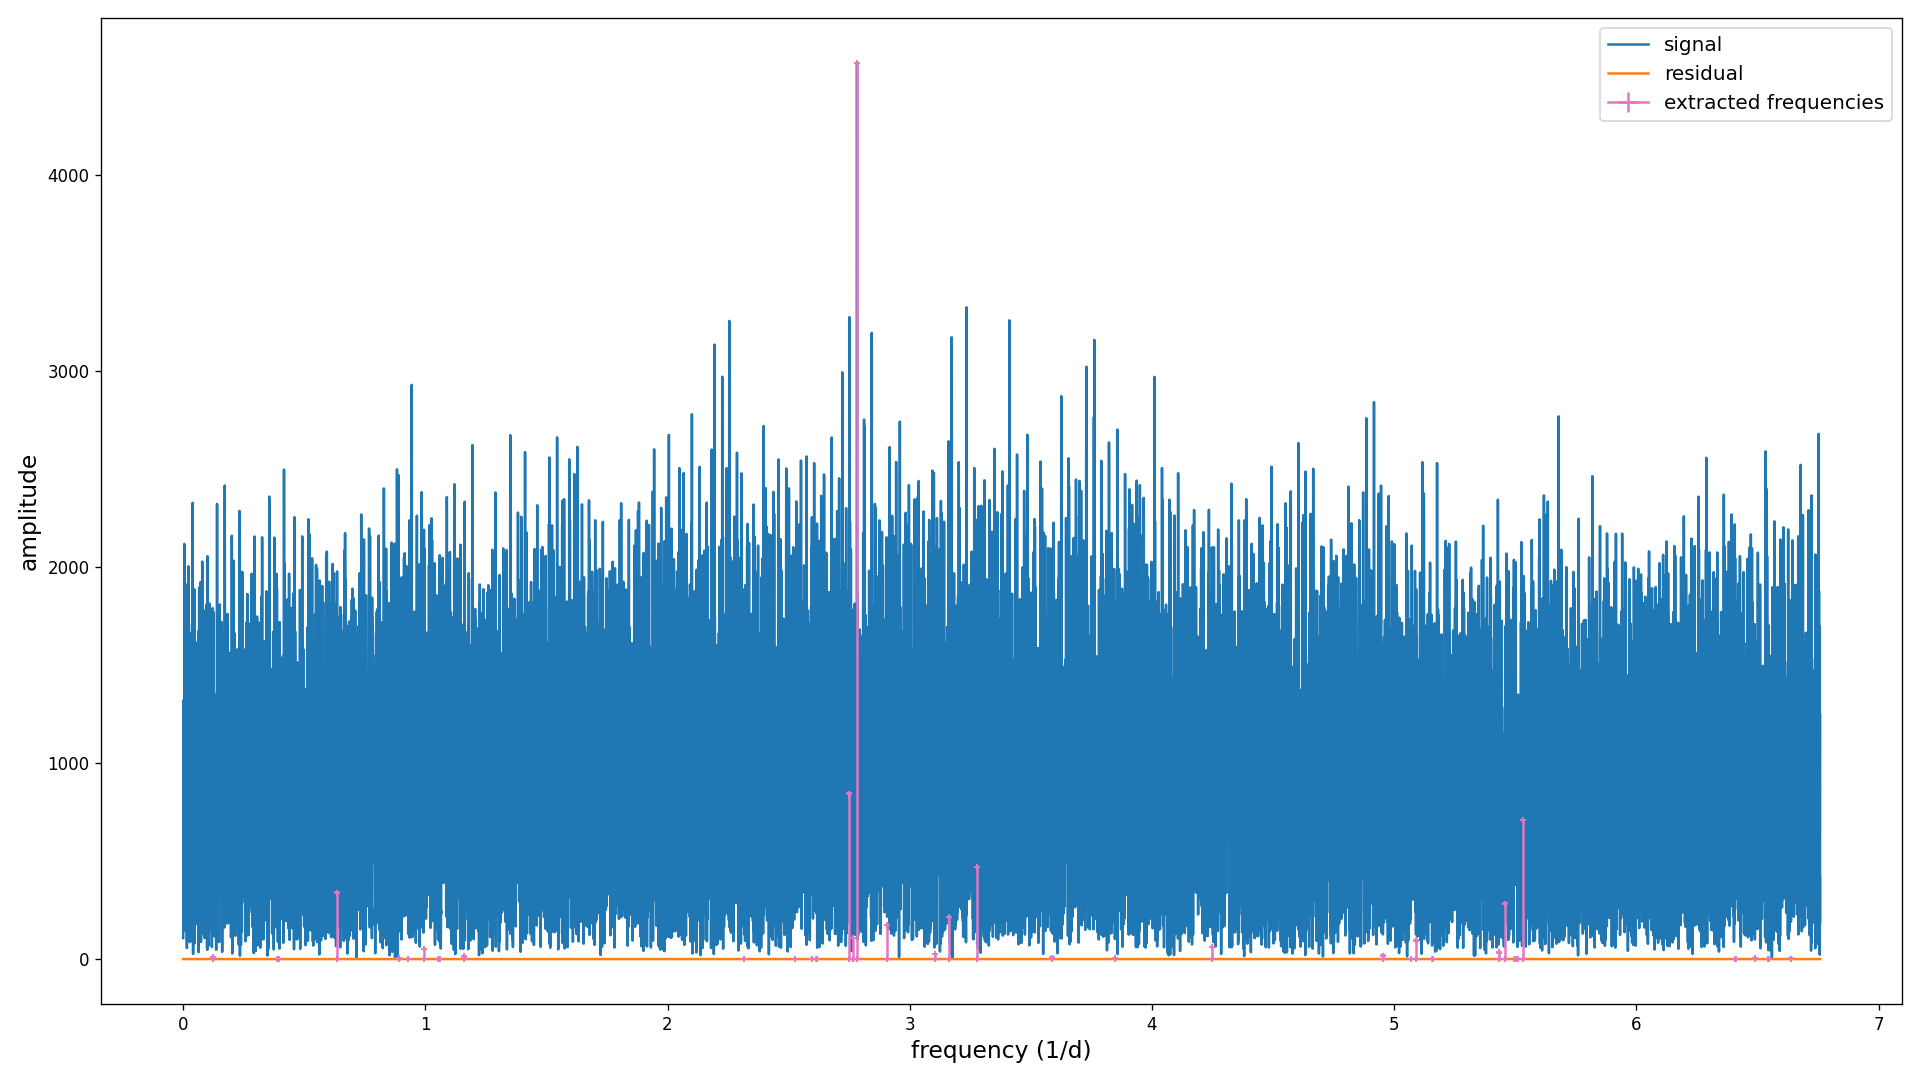 signal
residual
extracted frequencies
amplitude
4000
3000
2000
1000
0
0 1 2 3 4 5 6 7
frequency (1/d)